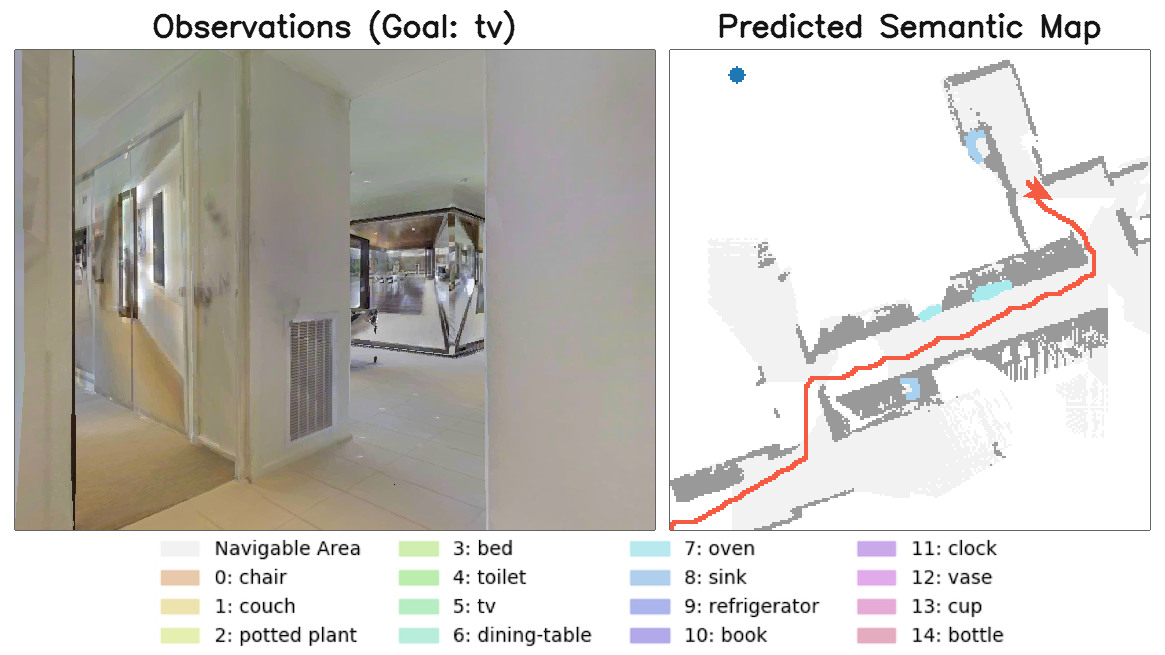 Observations (Goal: tv)
Predicted Semantic Map
Navigable Area
0: chair
1: couch
2: potted plant
3: bed
4: toilet
5: tv
6: dining-table
7: oven
8: sink
9: refrigerator
10: book
11: clock
12: vase
13: cup
14: bottle